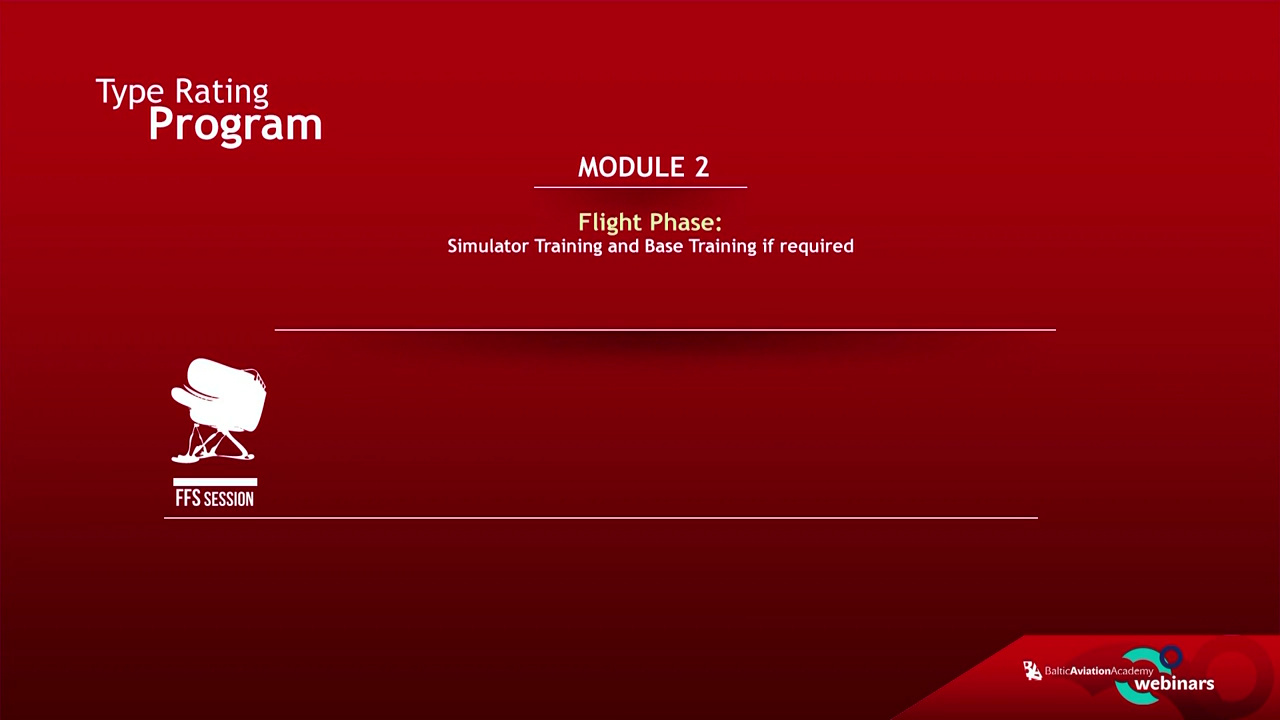 Type Rating
Program
MODULE 2
Flight Phase:
Simulator Training and Base Training if required
FFS SESSION
BalticAviationAcademy
webinars